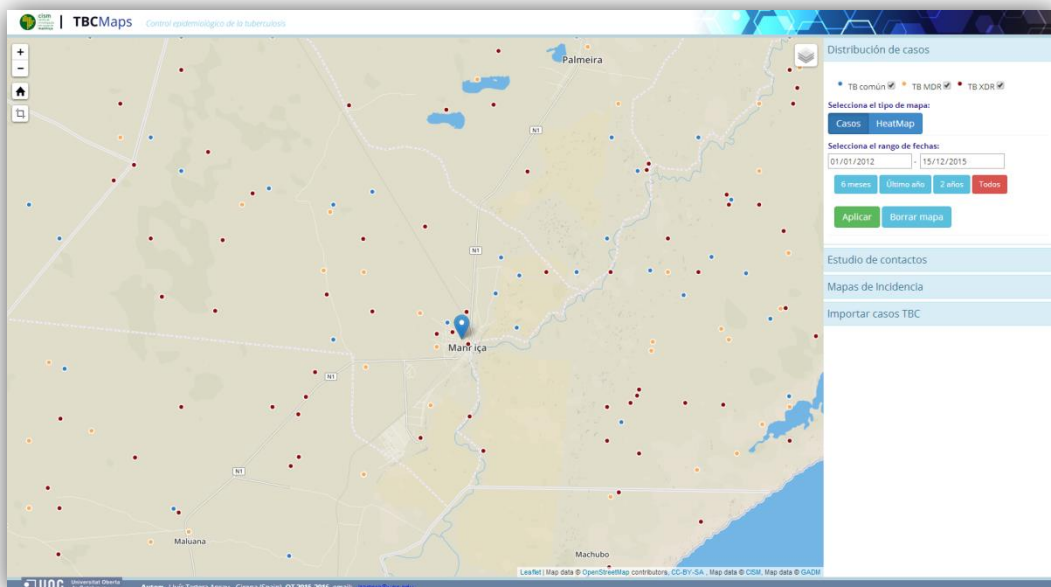 cism
TBCMaps
Control epidemiológico de la tuberculosis
+
−
Palmeira
N1
N1
Manhiça
N1
N1
Maluana
Machubo
Leaflet | Map data © OpenStreetMap contributors, CC-BY-SA , Map data © CISM, Map data © GADM
Distribución de casos
TB común TB MDR TB XDR
Selecciona el tipo de mapa:
Casos HeatMap
Selecciona el rango de fechas:
01/01/2012 - 15/12/2015
6 meses Último año 2 años Todos
Aplicar Borrar mapa
Estudio de contactos
Mapas de Incidencia
Importar casos TBC
UOC Universitat Oberta